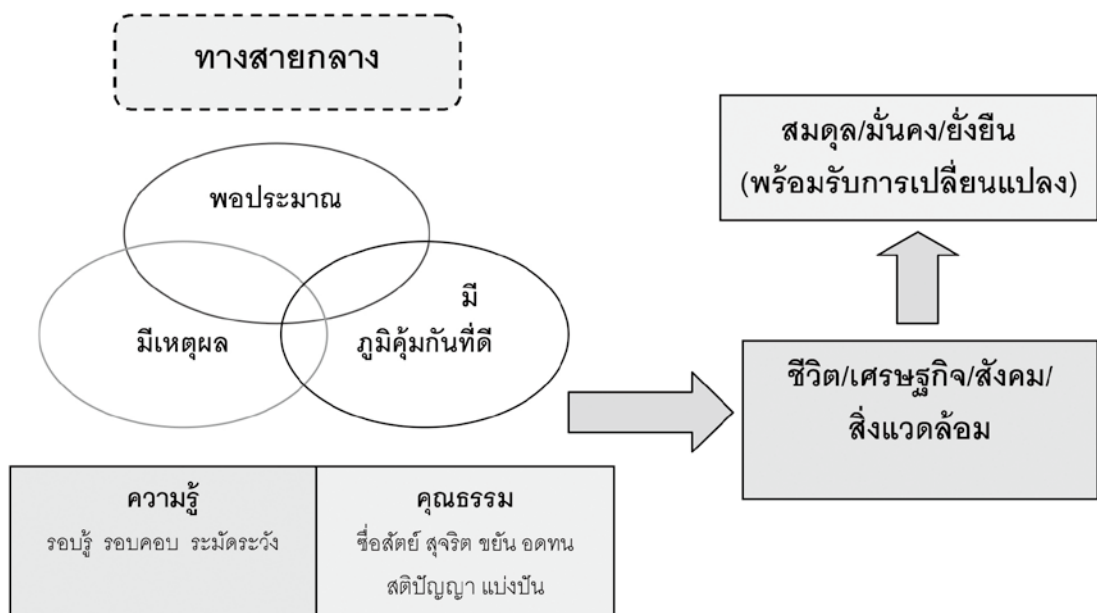 ทางสายกลาง
พอประมาณ
มีเหตุผล
มี
ภูมิคุ้มกันที่ดี
ความรู้
รอบรู้ รอบคอบ ระมัดระวัง
คุณธรรม
ซื่อสัตย์ สุจริต ขยัน อดทน
สติปัญญา แบ่งปัน
ชีวิต/เศรษฐกิจ/สังคม/
สิ่งแวดล้อม
สมดุล/มั่นคง/ยั่งยืน
(พร้อมรับการเปลี่ยนแปลง)